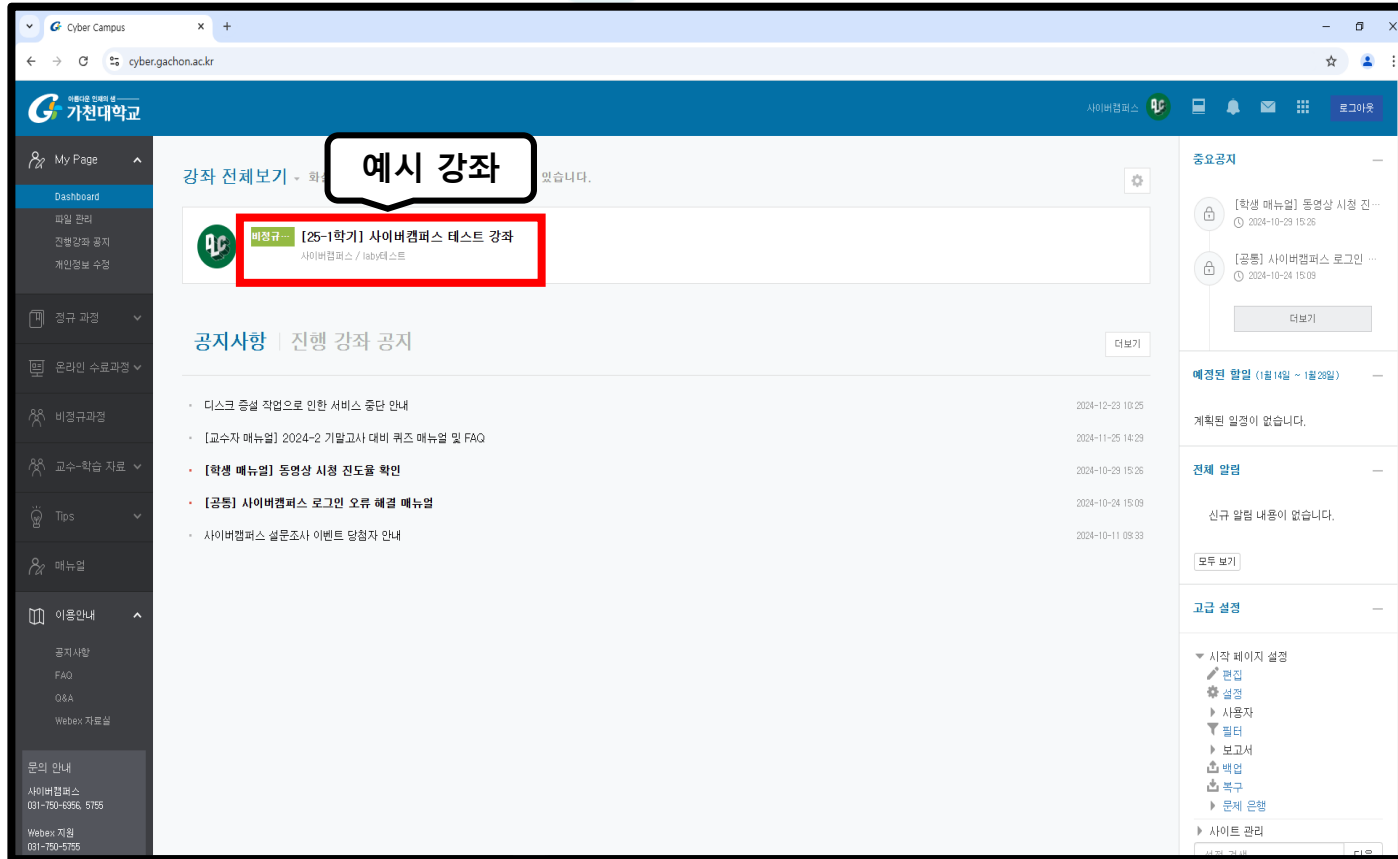 Cyber Campus
cyber.gachon.ac.kr
아름다운 인재의 샘
가천대학교
사이버캠퍼스
로그아웃
My Page
Dashboard
파일 관리
진행강좌 공지
개인정보 수정
정규 과정
온라인 수료과정
비정규과정
교수-학습 자료
Tips
매뉴얼
이용안내
공지사항
FAQ
Q&A
Webex 자료실
문의 안내
사이버캠퍼스
031-750-6956, 5755
Webex 지원
031-750-5755
예시 강좌
강좌 전체보기
있습니다.
비정규… [25-1학기] 사이버캠퍼스 테스트 강좌
사이버캠퍼스 / laby테스트
공지사항 진행 강좌 공지
더보기
디스크 증설 작업으로 인한 서비스 중단 안내 2024-12-23 10:25
[교수자 매뉴얼] 2024-2 기말고사 대비 퀴즈 매뉴얼 및 FAQ 2024-11-25 14:29
[학생 매뉴얼] 동영상 시청 진도율 확인 2024-10-29 15:26
[공통] 사이버캠퍼스 로그인 오류 해결 매뉴얼 2024-10-24 15:09
사이버캠퍼스 설문조사 이벤트 당첨자 안내 2024-10-11 09:33
중요공지
[학생 매뉴얼] 동영상 시청 진…
2024-10-29 15:26
[공통] 사이버캠퍼스 로그인 …
2024-10-24 15:09
더보기
예정된 할일 (1월14일 ~ 1월28일)
계획된 일정이 없습니다.
전체 알림
신규 알림 내용이 없습니다.
모두 보기
고급 설정
시작 페이지 설정
편집
설정
사용자
필터
보고서
백업
복구
문제 은행
사이트 관리